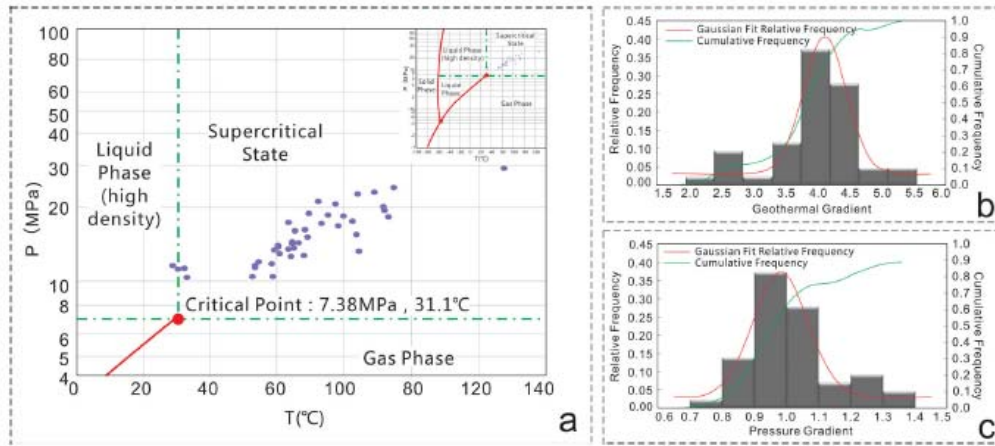 100
80
60
50
40
30
20
10
8
6
5
4
P (MPa)
Liquid
Phase
(high
density)
Supercritical
State
Critical Point : 7.38MPa , 31.1℃
Gas Phase
0
20
40
60
80
100
120
140
T(℃)
a
Liquid Phase
(high density)
Supercritical
State
Solid
Phase
Liquid
Phase
Gas Phase
T(℃)
0.45
0.40
0.35
0.30
0.25
0.20
0.15
0.10
0.05
0.00
Relative Frequency
Gaussian Fit Relative Frequency
Cumulative Frequency
1.0
0.9
0.8
0.7
0.6
0.5
0.4
0.3
0.2
0.1
0.0
Cumulative Frequency
1.5 2.0 2.5 3.0 3.5 4.0 4.5 5.0 5.5 6.0
Geothermal Gradient
b
0.45
0.40
0.35
0.30
0.25
0.20
0.15
0.10
0.05
0.00
Relative Frequency
Gaussian Fit Relative Frequency
Cumulative Frequency
1.0
0.9
0.8
0.7
0.6
0.5
0.4
0.3
0.2
0.1
0.0
Cumulative Frequency
0.6 0.7 0.8 0.9 1.0 1.1 1.2 1.3 1.4 1.5
Pressure Gradient
c